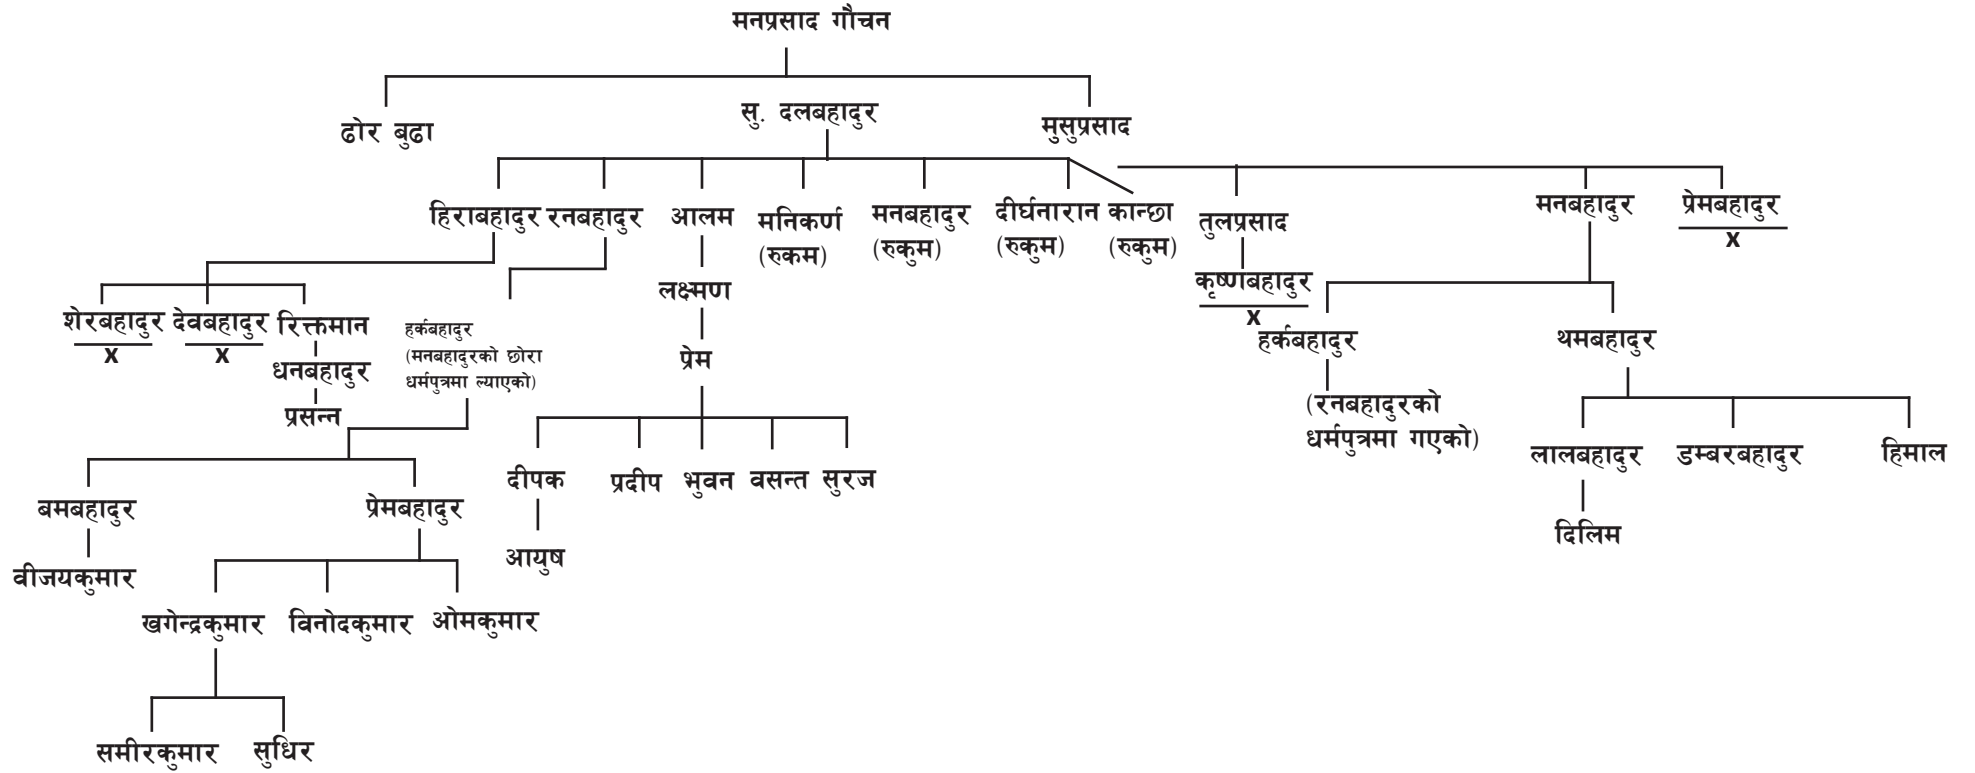 मनप्रसाद गौचन
ढोर बुढा
सु. दलबहादुर
मुसुप्रसाद
हिराबहादुर
रनबहादुर
आलम
मनिकर्ण
(रुकम)
मनबहादुर
(रुकुम)
दीर्घनारान
(रुकुम)
कान्छा
(रुकुम)
तुलप्रसाद
मनबहादुर
प्रेमबहादुर
x
लक्ष्मण
कृष्णबहादुर
x
शेरबहादुर
x
देवबहादुर
x
रिक्तमान
धनबहादुर
प्रसन्न
हर्कबहादुर
(मनबहादुरको छोरा
धर्मपुत्रमा ल्याएको)
प्रेम
हर्कबहादुर
(रनबहादुरको
धर्मपुत्रमा गएको)
थमबहादुर
लालबहादुर
डम्बरबहादुर
हिमाल
दिलिम
दीपक
प्रदीप
भुवन
वसन्त
सुरज
आयुष
बमबहादुर
प्रेमबहादुर
वीजयकुमार
खगेन्द्रकुमार
विनोदकुमार
ओमकुमार
समीरकुमार
सुधिर